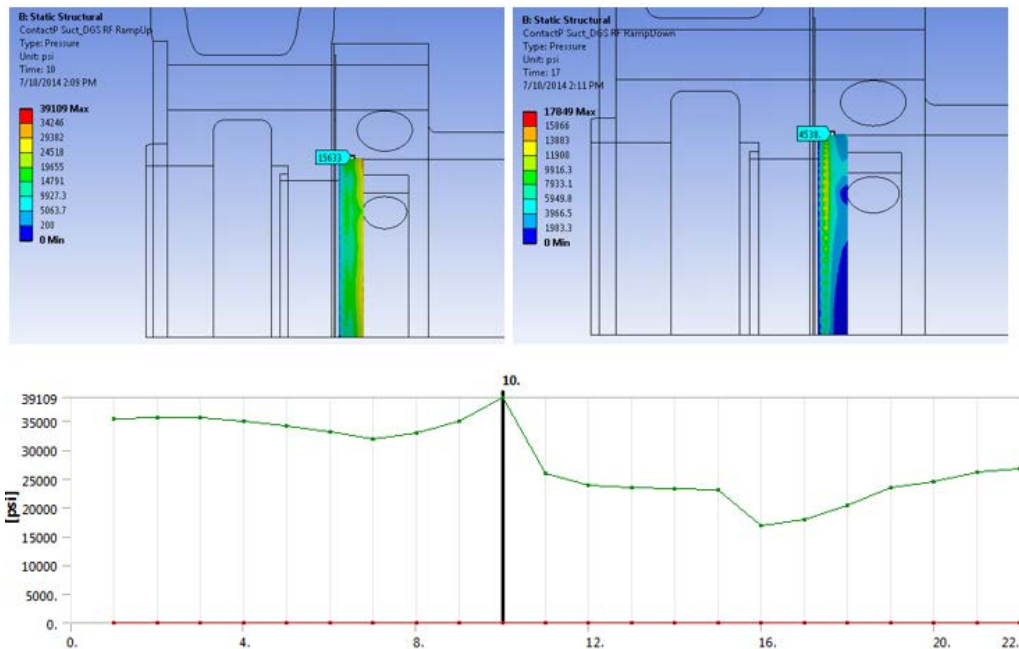 B: Static Structural
ContactP Suct_DGS RF RampUp
Type: Pressure
Unit: psi
Time: 10
7/18/2014 2:09 PM
39109 Max
34246
29382
24518
19655
14791
9927.3
5063.7
200
0 Min
15633
B: Static Structural
ContactP Suct_DGS RF RampDown
Type: Pressure
Unit: psi
Time: 17
7/18/2014 2:11 PM
17849 Max
15866
13883
11900
9916.3
7933.1
5949.8
3966.5
1983.3
0 Min
4538.
10.
39109
35000
30000
25000
20000
15000
10000
5000.
0.
[psi]
0.
4.
8.
12.
16.
20.
22.